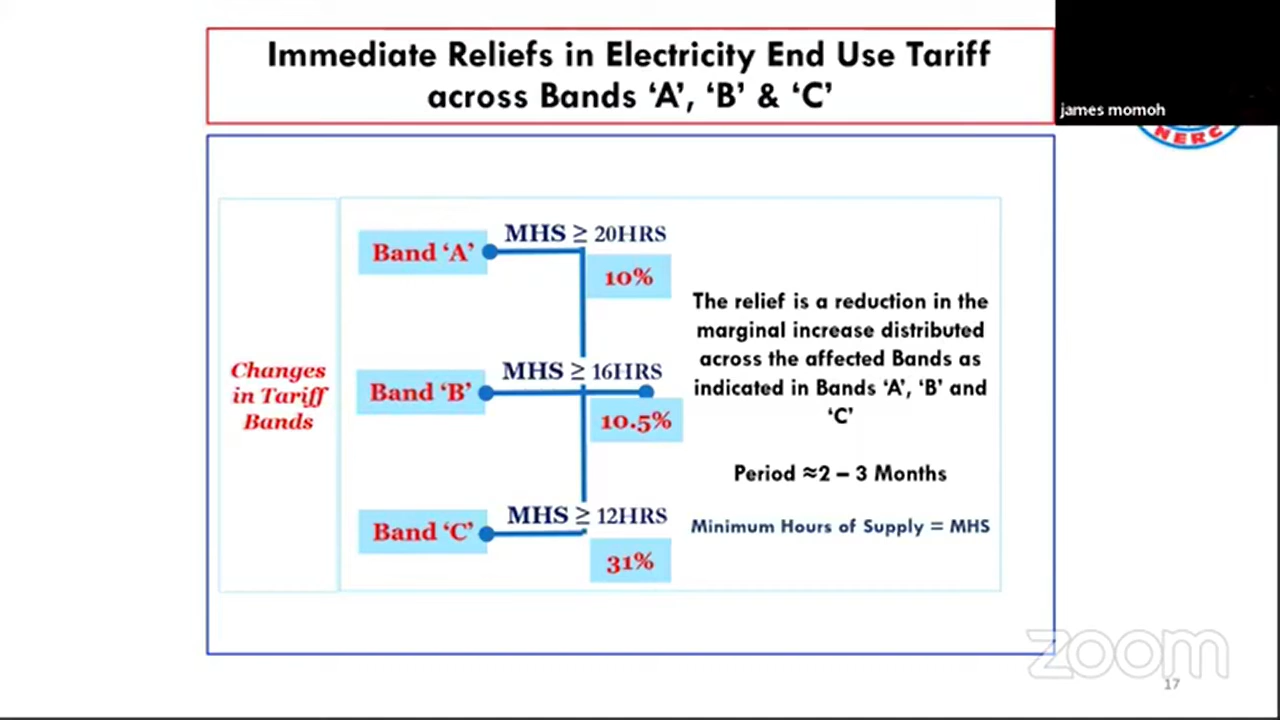 Immediate Reliefs in Electricity End Use Tariff
across Bands ‘A’, ‘B’ & ‘C’
james momoh
NERC
Changes
in Tariff
Bands
Band ‘A’
MHS ≥ 20HRS
10%
Band ‘B’
MHS ≥ 16HRS
10.5%
Band ‘C’
MHS ≥ 12HRS
31%
The relief is a reduction in the
marginal increase distributed
across the affected Bands as
indicated in Bands ‘A’, ‘B’ and
‘C’
Period ≈2 – 3 Months
Minimum Hours of Supply = MHS
zoom
17